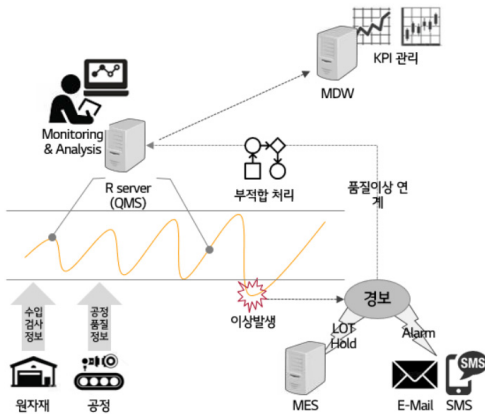 KPI 관리
MDW
Monitoring
& Analysis
R server
(QMS)
부적합 처리
품질이상 연
계
수입
검사
정보
공정
품질
정보
이상발생
경보
LOT
Hold
Alarm
SMS
원자재
공정
MES
E-Mail
SMS